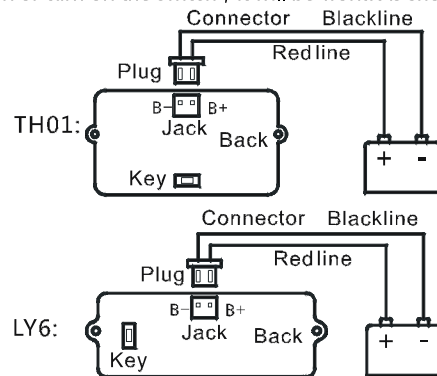 Connector Blackline
Redline
Plug
B- B+
TH01: Jack Back
+ -
Key
Connector Blackline
Redline
Plug
B- B+
LY6: Jack Back
+ -
Key